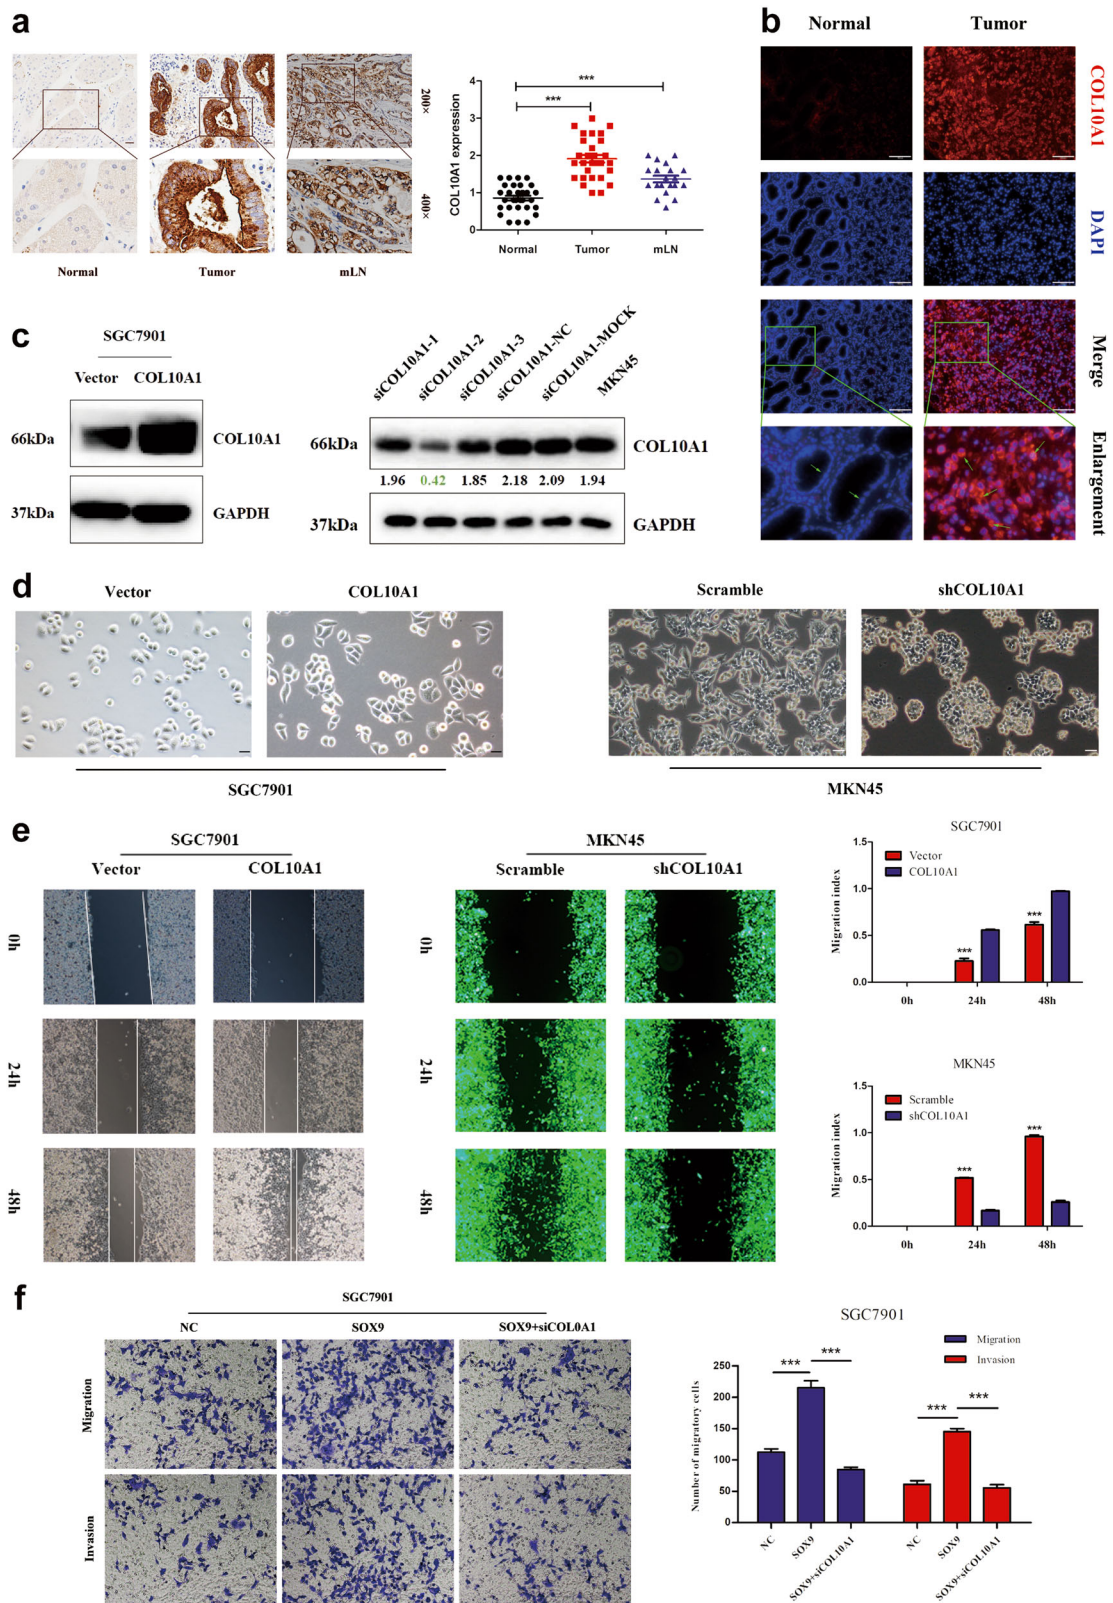 a
200×
400×
Normal
Tumor
mLN
COL10A1 expression
4
3
2
1
0
***
***
Normal
Tumor
mLN
b
Normal
Tumor
COL10A1
DAPI
Merge
Enlargement
c
SGC7901
Vector
COL10A1
66kDa
COL10A1
37kDa
GAPDH
siCOL10A1-1
siCOL10A1-2
siCOL10A1-3
siCOL10A1-NC
siCOL10A1-MOCK
MKN45
66kDa
COL10A1
1.96 0.42 1.85 2.18 2.09 1.94
37kDa
GAPDH
d
Vector
COL10A1
SGC7901
Scramble
shCOL10A1
MKN45
e
SGC7901
Vector
COL10A1
0h
24h
48h
MKN45
Scramble
shCOL10A1
0h
24h
48h
SGC7901
Migration index
1.5
1.0
0.5
0.0
Vector
COL10A1
***
***
0h
24h
48h
MKN45
Migration index
1.5
1.0
0.5
0.0
Scramble
shCOL10A1
***
***
0h
24h
48h
f
SGC7901
NC
SOX9
SOX9+siCOL0A1
Migration
Invasion
SGC7901
Migration
Invasion
Number of migratory cells
250
200
150
100
50
0
***
***
***
***
NC
SOX9
SOX9+siCOL10A1
NC
SOX9
SOX9+siCOL10A1